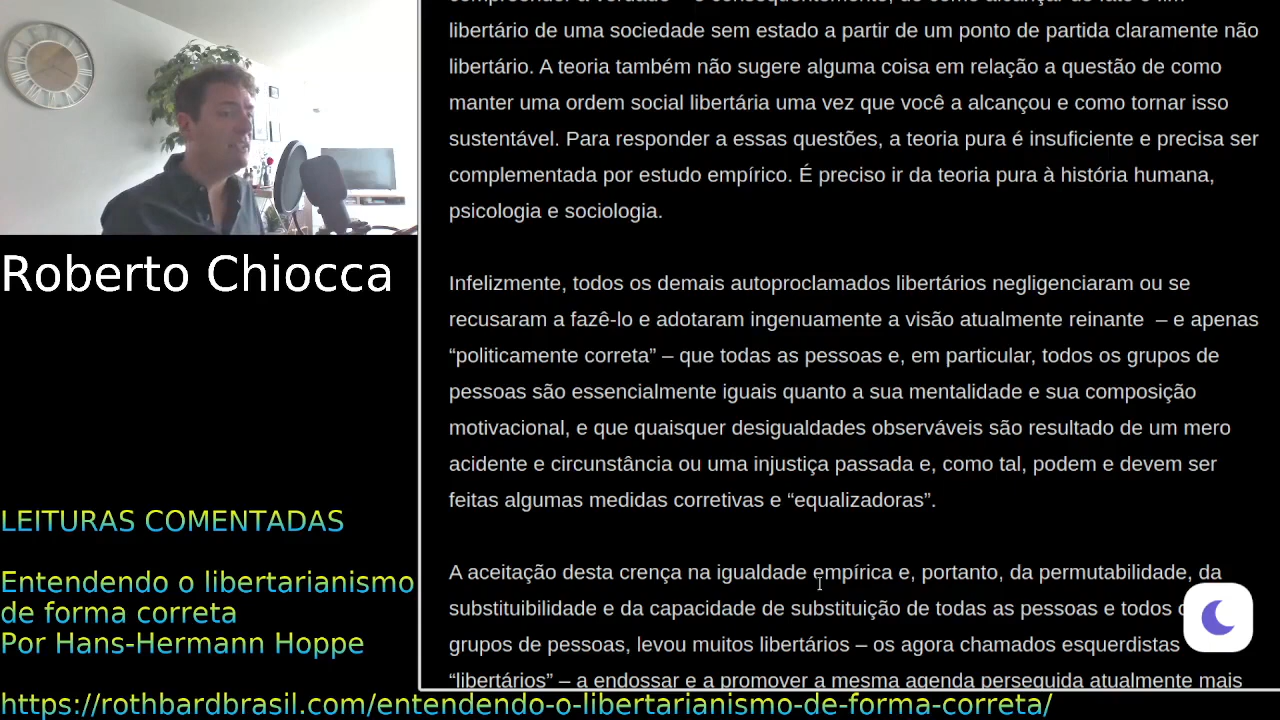 libertário de uma sociedade sem estado a partir de um ponto de partida claramente não
libertário. A teoria também não sugere alguma coisa em relação a questão de como
manter uma ordem social libertária uma vez que você a alcançou e como tornar isso
sustentável. Para responder a essas questões, a teoria pura é insuficiente e precisa ser
complementada por estudo empírico. É preciso ir da teoria pura à história humana,
psicologia e sociologia.
Infelizmente, todos os demais autoproclamados libertários negligenciaram ou se
recusaram a fazê-lo e adotaram ingenuamente a visão atualmente reinante – e apenas
“politicamente correta” – que todas as pessoas e, em particular, todos os grupos de
pessoas são essencialmente iguais quanto a sua mentalidade e sua composição
motivacional, e que quaisquer desigualdades observáveis são resultado de um mero
acidente e circunstância ou uma injustiça passada e, como tal, podem e devem ser
feitas algumas medidas corretivas e “equalizadoras”.
A aceitação desta crença na igualdade empírica e, portanto, da permutabilidade, da
substituibilidade e da capacidade de substituição de todas as pessoas e todos
grupos de pessoas, levou muitos libertários – os agora chamados esquerdistas
“libertários” – a endossar e a promover a mesma agenda perseguida atualmente mais
Roberto Chiocca
LEITURAS COMENTADAS
Entendendo o libertarianismo
de forma correta
Por Hans-Hermann Hoppe
https://rothbardbrasil.com/entendendo-o-libertarianismo-de-forma-correta/